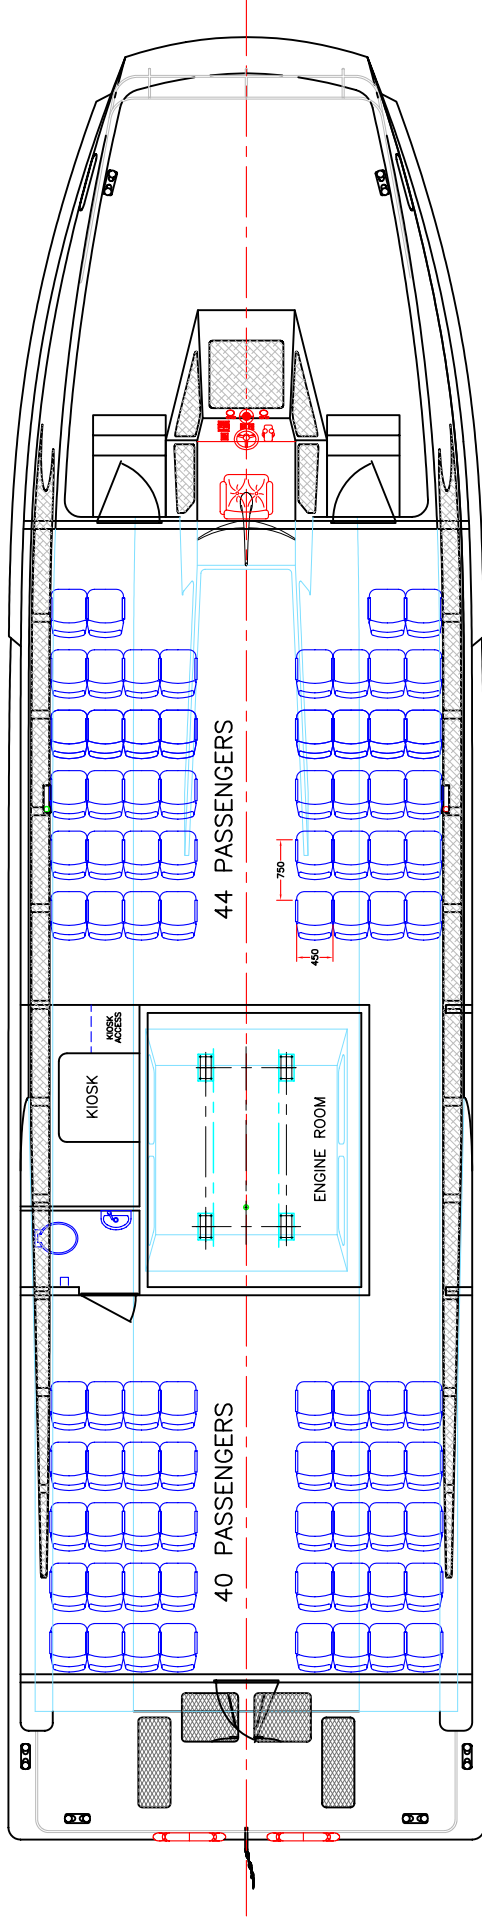 44 PASSENGERS
750
450
KIOSK
ACCESS
KIOSK
ENGINE ROOM
40 PASSENGERS